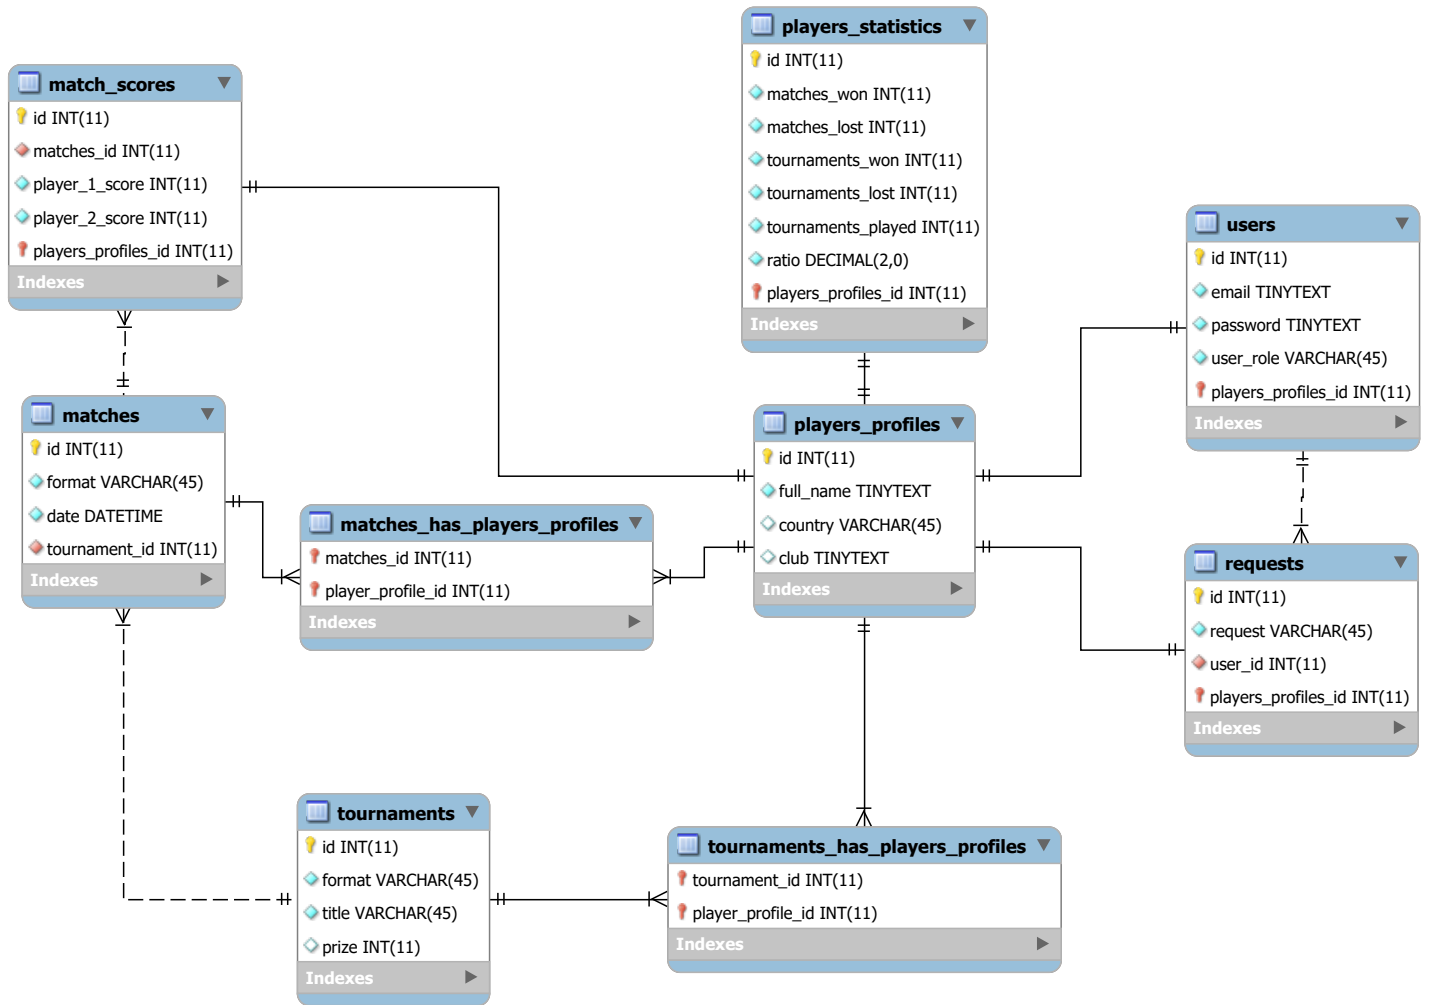 players_statistics
id INT(11)
matches_won INT(11)
matches_lost INT(11)
tournaments_won INT(11)
tournaments_lost INT(11)
tournaments_played INT(11)
ratio DECIMAL(2,0)
players_profiles_id INT(11)
Indexes
match_scores
id INT(11)
matches_id INT(11)
player_1_score INT(11)
player_2_score INT(11)
players_profiles_id INT(11)
Indexes
users
id INT(11)
email TINYTEXT
password TINYTEXT
user_role VARCHAR(45)
players_profiles_id INT(11)
Indexes
matches
id INT(11)
format VARCHAR(45)
date DATETIME
tournament_id INT(11)
Indexes
players_profiles
id INT(11)
full_name TINYTEXT
country VARCHAR(45)
club TINYTEXT
Indexes
matches_has_players_profiles
matches_id INT(11)
player_profile_id INT(11)
Indexes
requests
id INT(11)
request VARCHAR(45)
user_id INT(11)
players_profiles_id INT(11)
Indexes
tournaments
id INT(11)
format VARCHAR(45)
title VARCHAR(45)
prize INT(11)
Indexes
tournaments_has_players_profiles
tournament_id INT(11)
player_profile_id INT(11)
Indexes